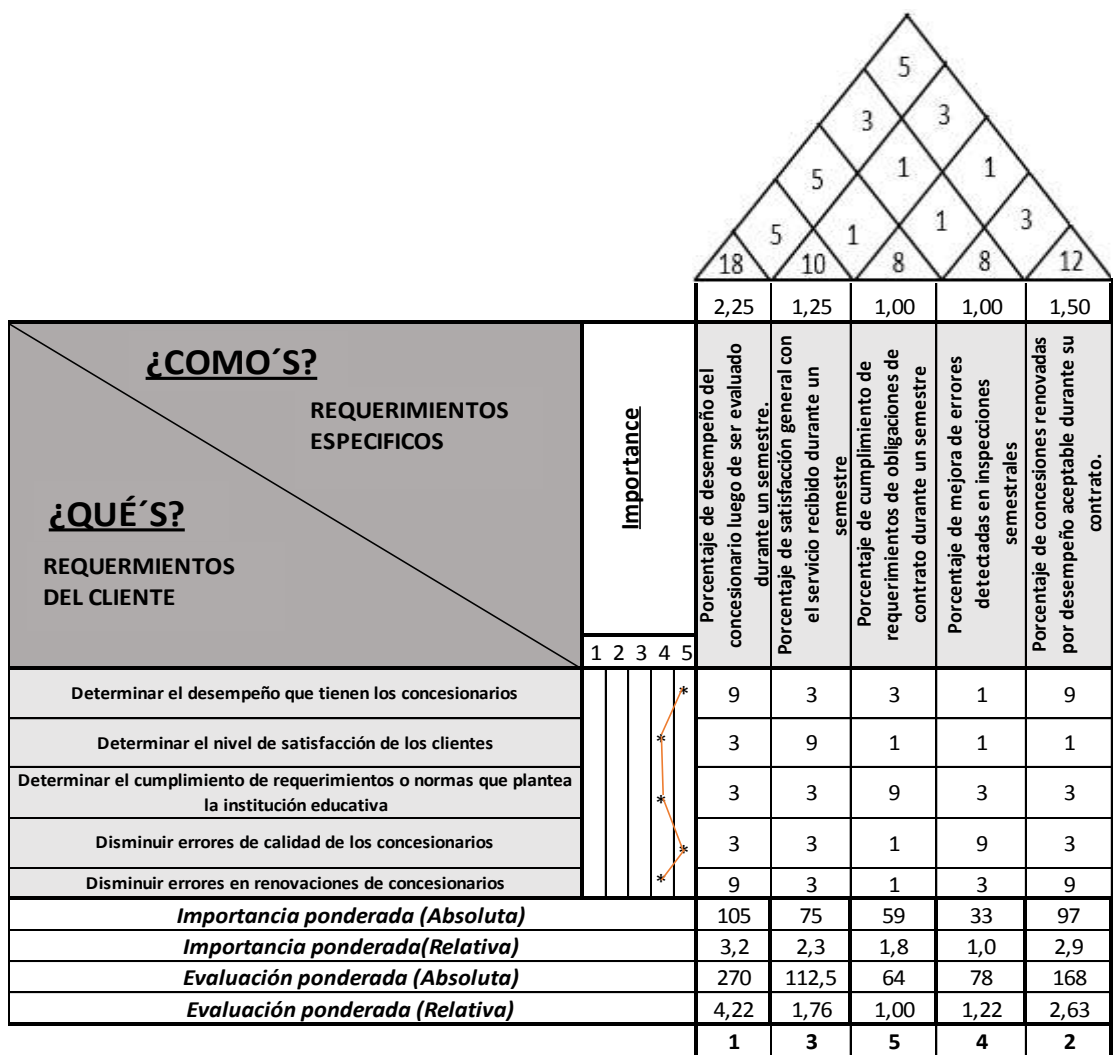 5
3 3
5 1 1
5 1 1 3
18 10 8 8 12
2,25 1,25 1,00 1,00 1,50
¿COMO´S?
REQUERIMIENTOS
ESPECIFICOS
¿QUÉ´S?
REQUERMIENTOS
DEL CLIENTE
Importance
1 2 3 4 5
Porcentaje de desempeño del
concesionario luego de ser evaluado
durante un semestre.
Porcentaje de satisfacción general con
el servicio recibido durante un
semestre
Porcentaje de cumplimiento de
requerimientos de obligaciones de
contrato durante un semestre
Porcentaje de mejora de errores
detectadas en inspecciones
semestrales
Porcentaje de concesiones renovadas
por desempeño aceptable durante su
contrato.
Determinar el desempeño que tienen los concesionarios * 9 3 3 1 9
Determinar el nivel de satisfacción de los clientes * 3 9 1 1 1
Determinar el cumplimiento de requerimientos o normas que plantea
la institución educativa * 3 3 9 3 3
Disminuir errores de calidad de los concesionarios * 3 3 1 9 3
Disminuir errores en renovaciones de concesionarios * 9 3 1 3 9
Importancia ponderada (Absoluta) 105 75 59 33 97
Importancia ponderada(Relativa) 3,2 2,3 1,8 1,0 2,9
Evaluación ponderada (Absoluta) 270 112,5 64 78 168
Evaluación ponderada (Relativa) 4,22 1,76 1,00 1,22 2,63
1 3 5 4 2